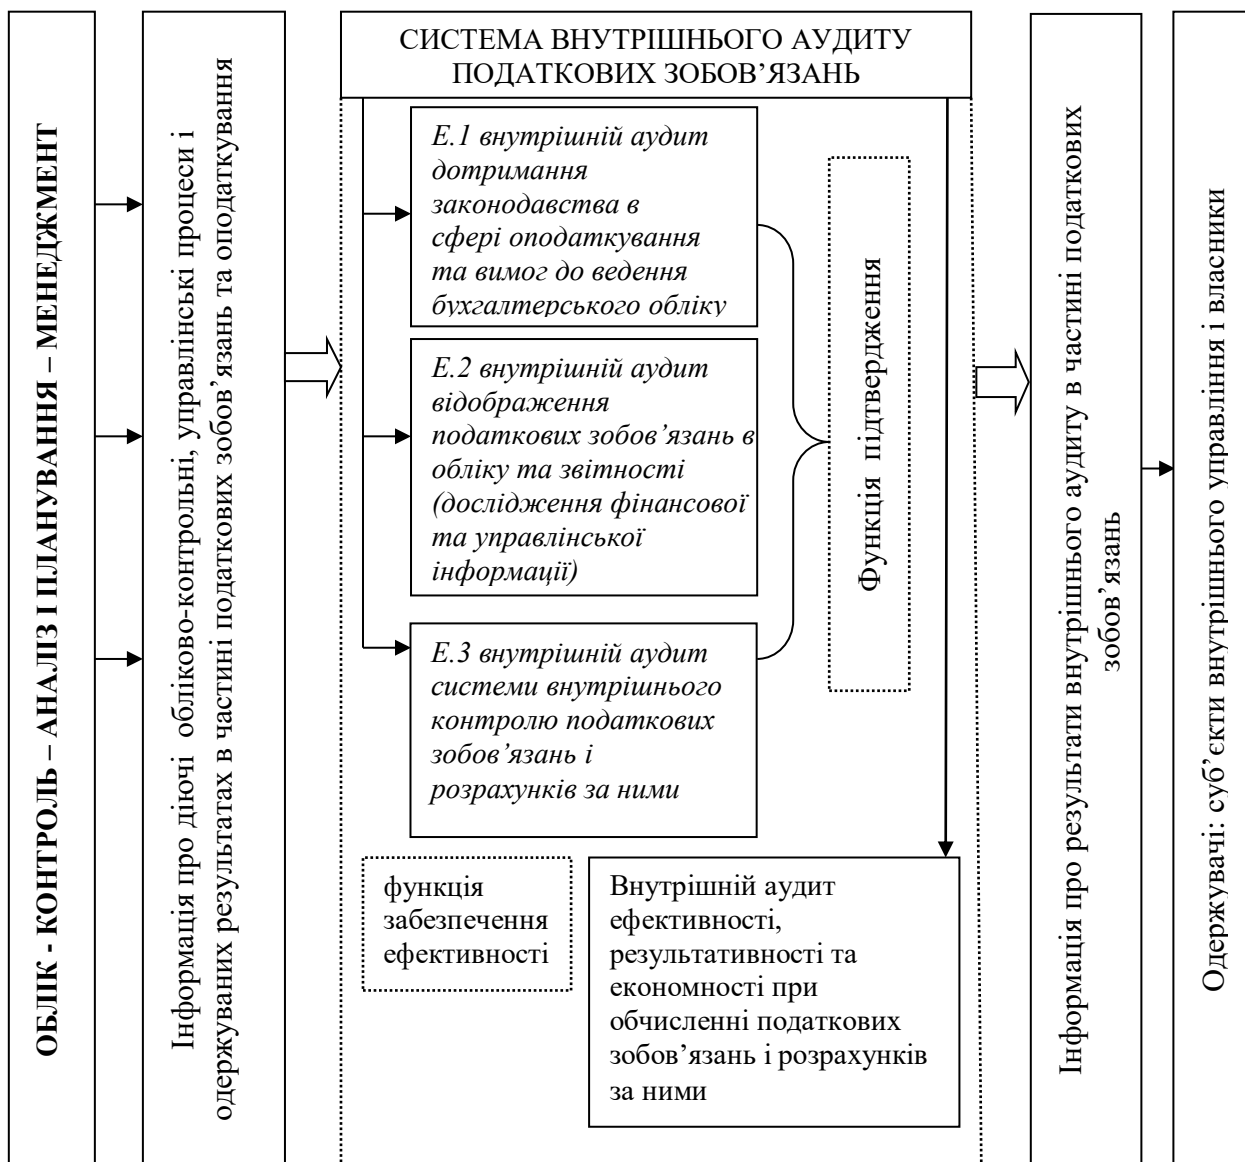 ОБЛІК - КОНТРОЛЬ – АНАЛІЗ І ПЛАНУВАННЯ – МЕНЕДЖМЕНТ
Інформація про діючі обліково-контрольні, управлінські процеси і
одержуваних результатах в частині податкових зобов’язань та оподаткування
СИСТЕМА ВНУТРІШНЬОГО АУДИТУ
ПОДАТКОВИХ ЗОБОВ’ЯЗАНЬ
Е.1 внутрішній аудит
дотримання
законодавства в
сфері оподаткування
та вимог до ведення
бухгалтерського обліку
Е.2 внутрішній аудит
відображення
податкових зобов’язань в
обліку та звітності
(дослідження фінансової
та управлінської
інформації)
Е.3 внутрішній аудит
системи внутрішнього
контролю податкових
зобов’язань і
розрахунків за ними
Функція підтвердження
функція
забезпечення
ефективності
Внутрішній аудит
ефективності,
результативності та
економності при
обчисленні податкових
зобов’язань і розрахунків
за ними
Інформація про результати внутрішнього аудиту в частині податкових
зобов’язань
Одержувачі: суб’єкти внутрішнього управління і власники